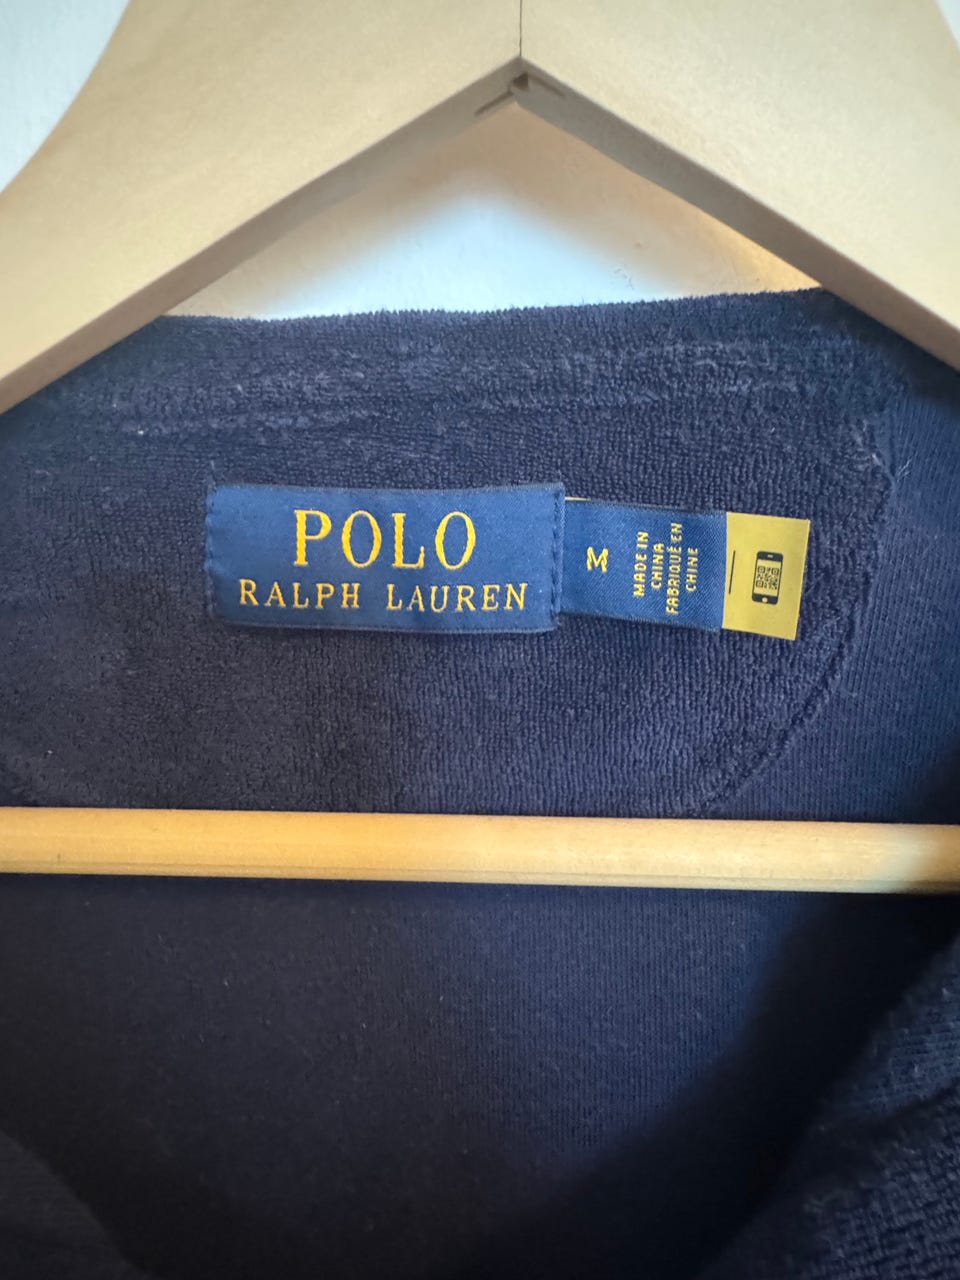 POLO
RALPH LAUREN
M
MADE IN
CHINA
FABRIQUÉ EN
CHINE